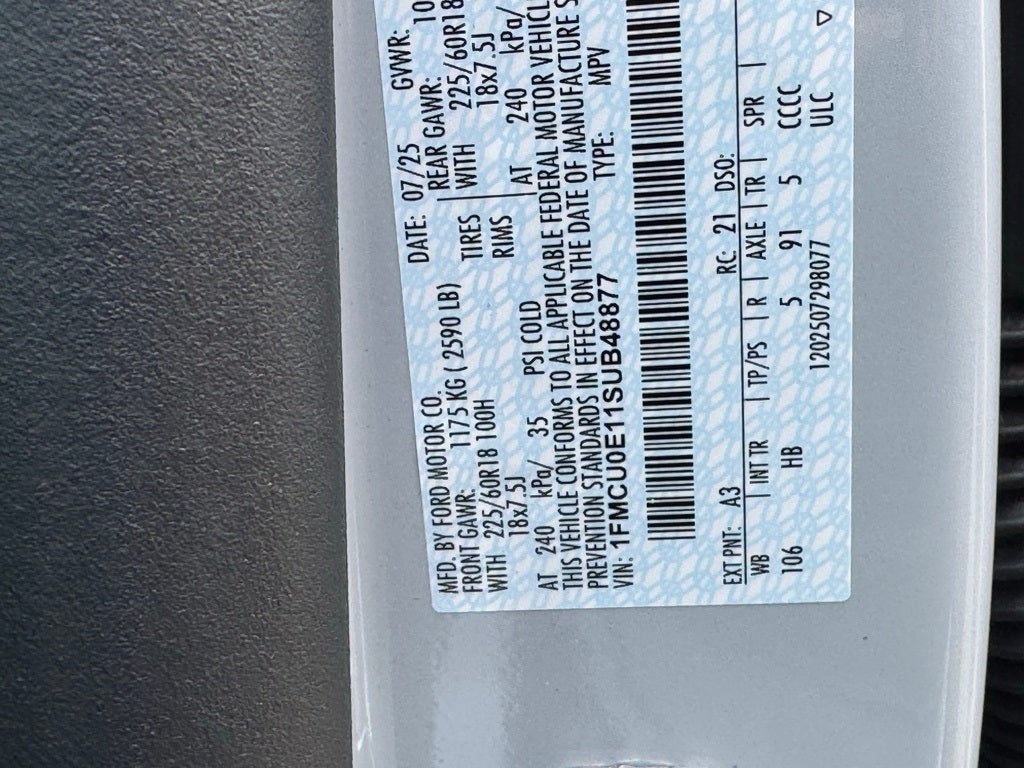 MFD. BY FORD MOTOR CO.
DATE: 07/25 GVWR: 10
FRONT GAWR: 1175 KG ( 2590 LB) REAR GAWR:
WITH 225/60R18 100H TIRES WITH 225/60R18
18x7.5J RIMS 18x7.5J
AT 240 kPa/ 35 PSI COLD AT 240 kPa/
THIS VEHICLE CONFORMS TO ALL APPLICABLE FEDERAL MOTOR VEHICLE
PREVENTION STANDARDS IN EFFECT ON THE DATE OF MANUFACTURE S
VIN: 1FMCU0E11SUB48877 TYPE: MPV
EXT PNT: A3 RC: 21 DSO:
WB | INT TR | TP/PS | R | AXLE | TR | SPR |
106 HB 5 91 5 CCCC
120250729807​7 ULC